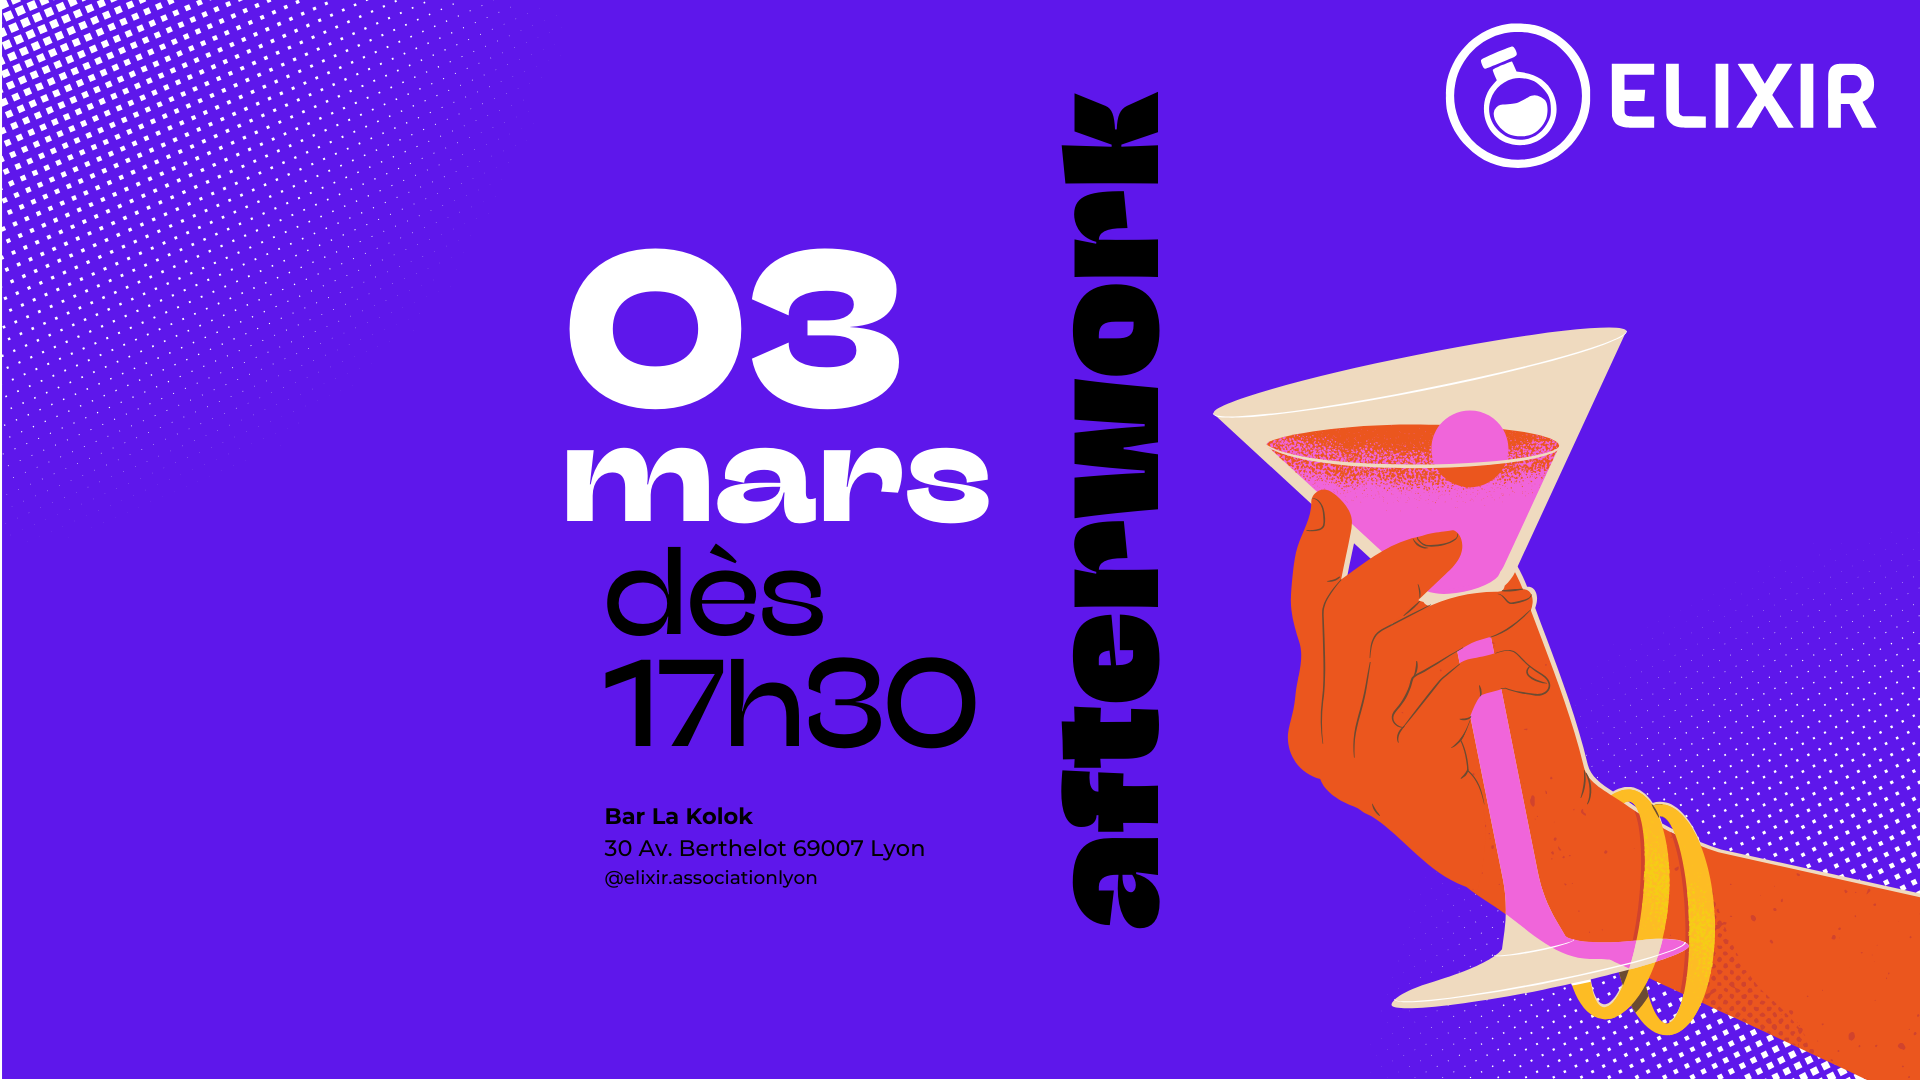 ELIXIR
03
mars
dès
17h30
afterwork
Bar La Kolok
30 Av. Berthelot 69007 Lyon
@elixir.associationlyon